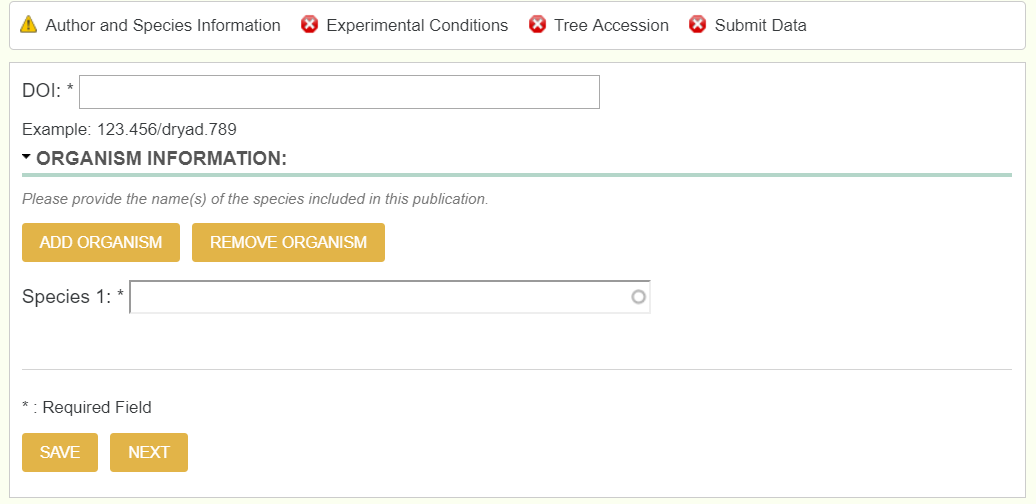 Author and Species Information Experimental Conditions Tree Accession Submit Data
DOI: *
Example: 123.456/dryad.789
ORGANISM INFORMATION:
Please provide the name(s) of the species included in this publication.
ADD ORGANISM REMOVE ORGANISM
Species 1: *
* : Required Field
SAVE NEXT